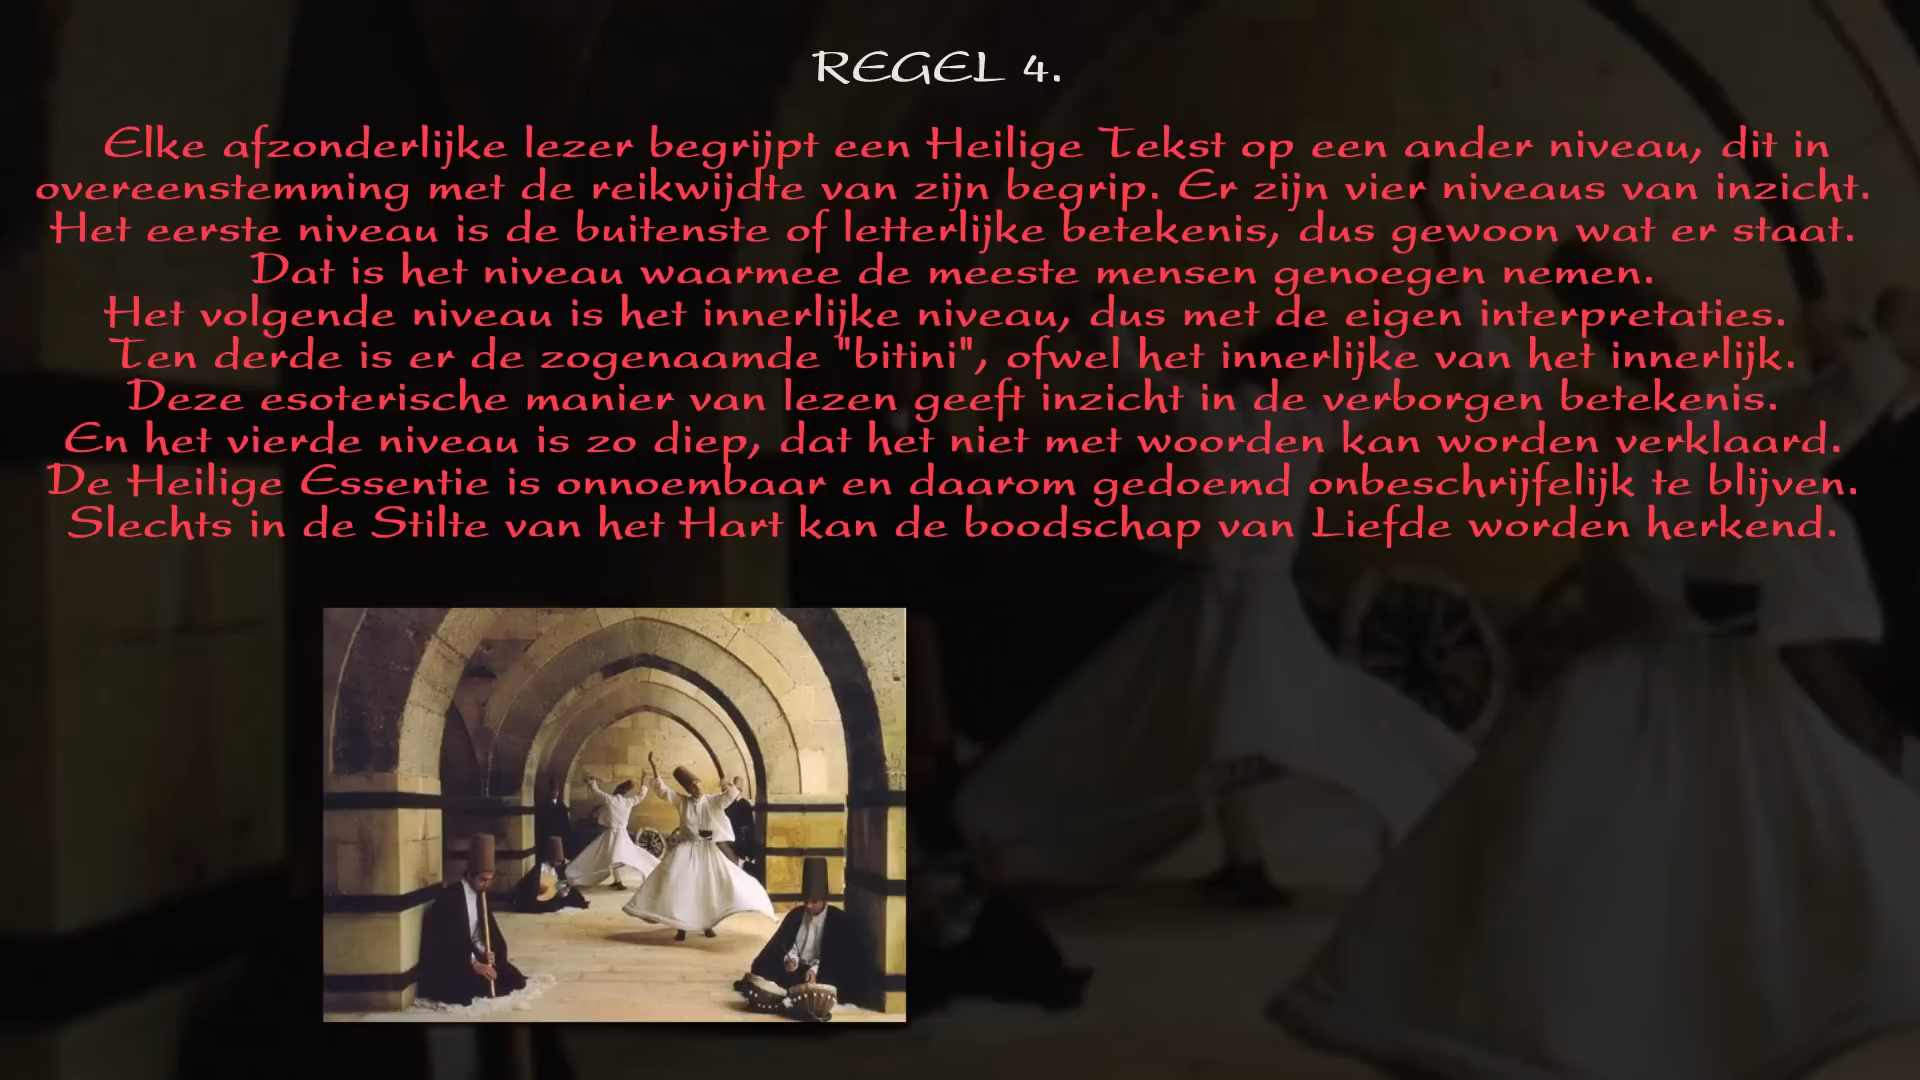 REGEL 4.
Elke afzonderlijke lezer begrijpt een Heilige Tekst op een ander niveau, dit in
overeenstemming met de reikwijdte van zijn begrip. Er zijn vier niveaus van inzicht.
Het eerste niveau is de buitenste of letterlijke betekenis, dus gewoon wat er staat.
Dat is het niveau waarmee de meeste mensen genoegen nemen.
Het volgende niveau is het innerlijke niveau, dus met de eigen interpretaties.
Ten derde is er de zogenaamde "bitini", ofwel het innerlijke van het innerlijk.
Deze esoterische manier van lezen geeft inzicht in de verborgen betekenis.
En het vierde niveau is zo diep, dat het niet met woorden kan worden verklaard.
De Heilige Essentie is onnoembaar en daarom gedoemd onbeschrijfelijk te blijven.
Slechts in de Stilte van het Hart kan de boodschap van Liefde worden herkend.